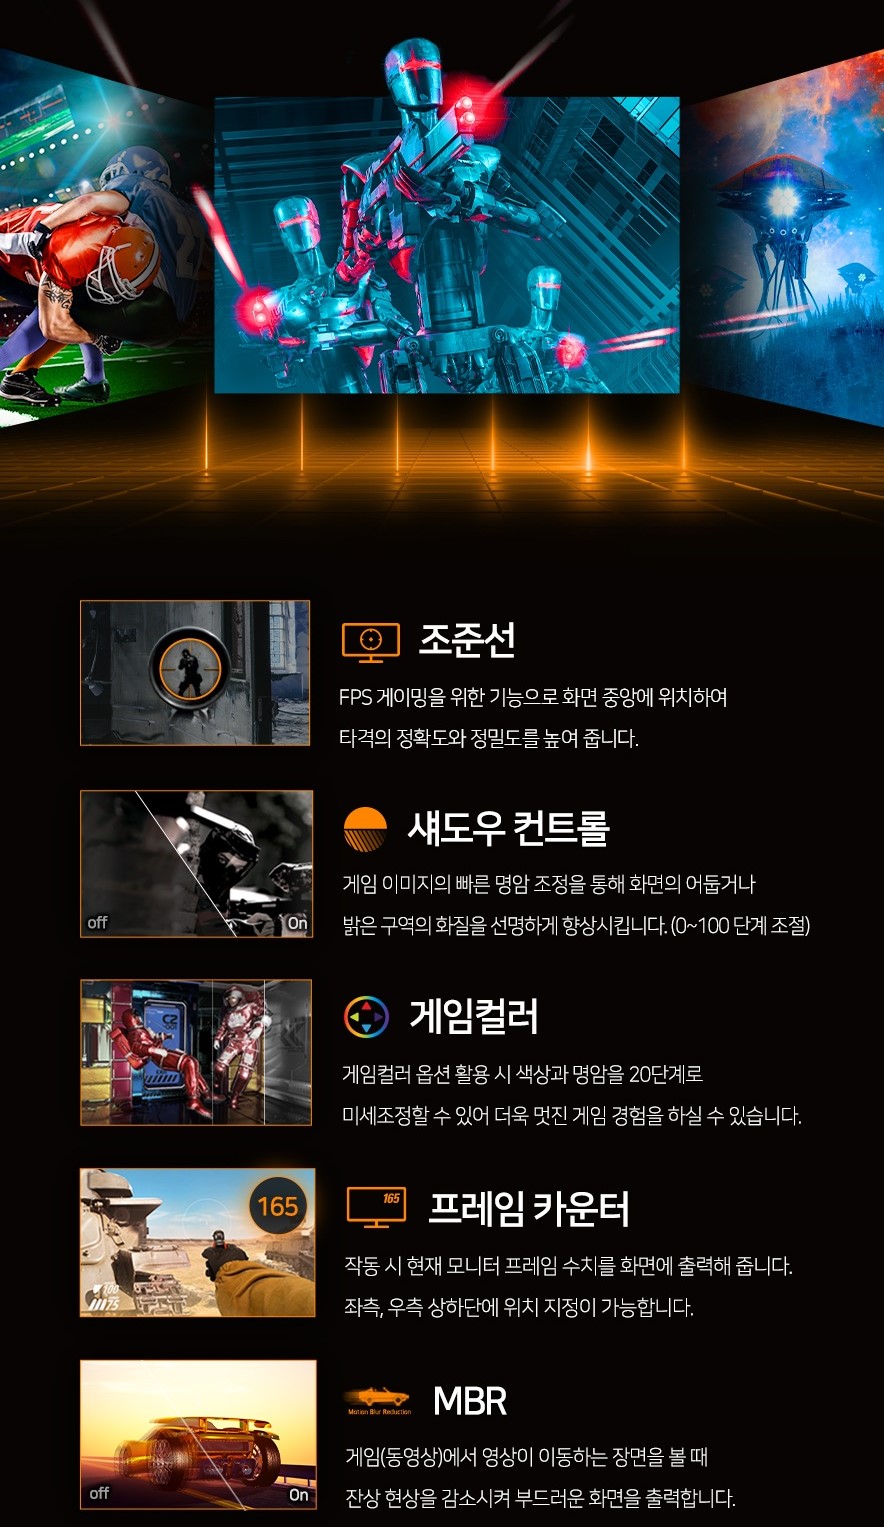 조준선
FPS 게이밍을 위한 기능으로 화면 중앙에 위치하여
타격의 정확도와 정밀도를 높여 줍니다.
off
On
섀도우 컨트롤
게임 이미지의 빠른 명암 조정을 통해 화면의 어둡거나
밝은 구역의 화질을 선명하게 향상시킵니다. (0~100 단계 조절)
C2
게임컬러
게임컬러 옵션 활용 시 색상과 명암을 20단계로
미세조정할 수 있어 더욱 멋진 게임 경험을 하실 수 있습니다.
165
100
75
165
프레임 카운터
작동 시 현재 모니터 프레임 수치를 화면에 출력해 줍니다.
좌측, 우측 상하단에 위치 지정이 가능합니다.
off
On
Motion Blur Reduction
MBR
게임(동영상)에서 영상이 이동하는 장면을 볼 때
잔상 현상을 감소시켜 부드러운 화면을 출력합니다.